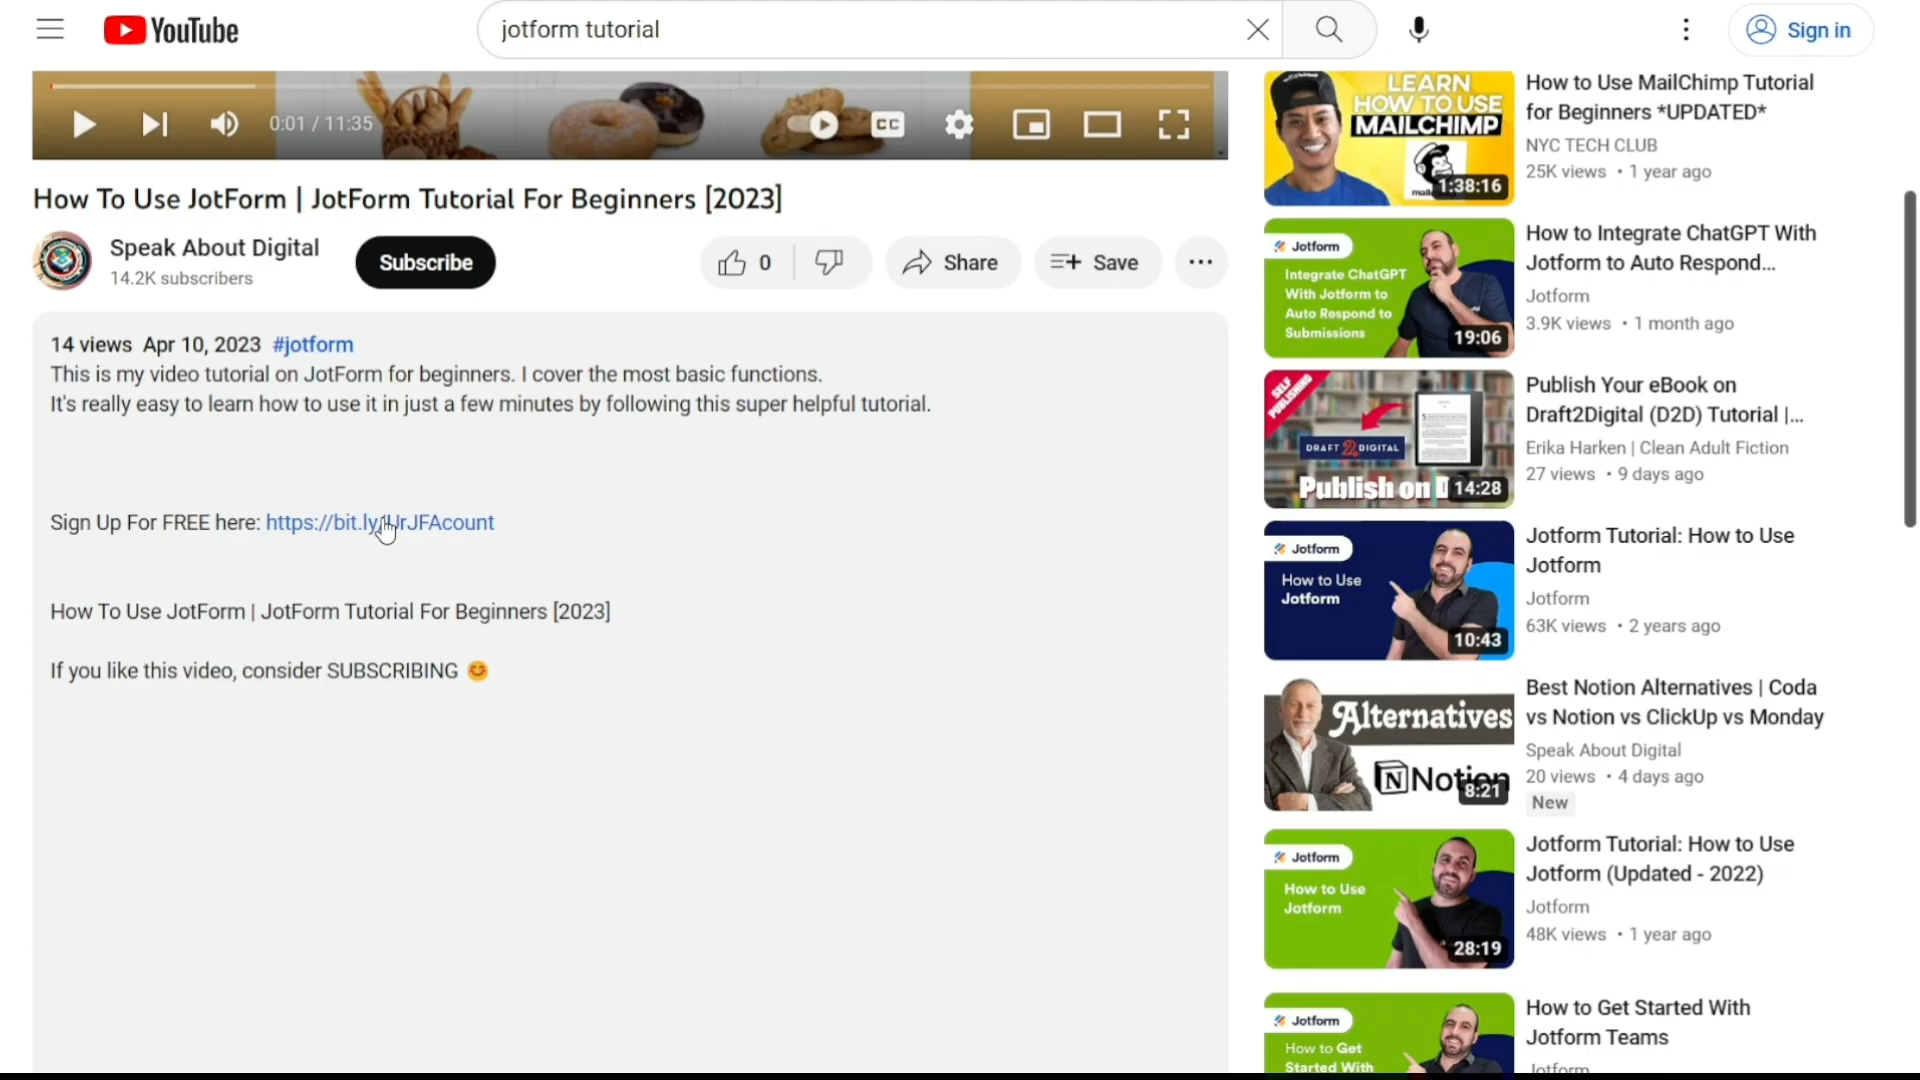 YouTube
jotform tutorial
Sign in
0:01 / 11:35
CC
How To Use JotForm | JotForm Tutorial For Beginners [2023]
Speak About Digital
14.2K subscribers
Subscribe
0
Share
Save
14 views Apr 10, 2023 #jotform
This is my video tutorial on JotForm for beginners. I cover the most basic functions.
It's really easy to learn how to use it in just a few minutes by following this super helpful tutorial.
Sign Up For FREE here: https://bit.ly/UrJFAcount
How To Use JotForm | JotForm Tutorial For Beginners [2023]
If you like this video, consider SUBSCRIBING 😊
LEARN
HOW TO USE
MAILCHIMP
1:38:16
How to Use MailChimp Tutorial
for Beginners *UPDATED*
NYC TECH CLUB
25K views • 1 year ago
Jotform
Integrate ChatGPT
With Jotform to
Auto Respond to
Submissions
19:06
How to Integrate ChatGPT With
Jotform to Auto Respond...
Jotform
3.9K views • 1 month ago
SELF
PUBLISHING
DRAFT 2 DIGITAL
Publish on
14:28
Publish Your eBook on
Draft2Digital (D2D) Tutorial |...
Erika Harken | Clean Adult Fiction
27 views • 9 days ago
Jotform
How to Use
Jotform
10:43
Jotform Tutorial: How to Use
Jotform
Jotform
63K views • 2 years ago
Alternatives
Notion
8:21
Best Notion Alternatives | Coda
vs Notion vs ClickUp vs Monday
Speak About Digital
20 views • 4 days ago
New
Jotform
How to Use
Jotform
28:19
Jotform Tutorial: How to Use
Jotform (Updated - 2022)
Jotform
48K views • 1 year ago
Jotform
How to Get
Started With
How to Get Started With
Jotform Teams
Jotform